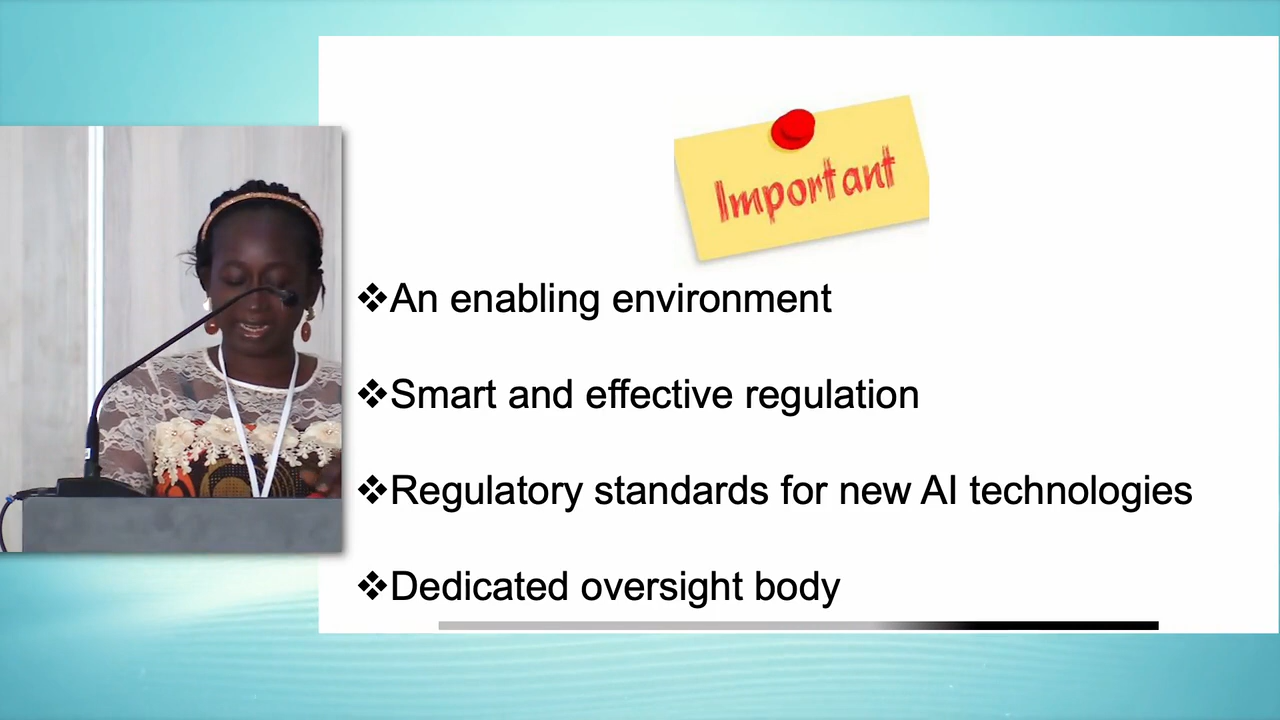 Important
❖An enabling environment
❖Smart and effective regulation
❖Regulatory standards for new AI technologies
❖Dedicated oversight body